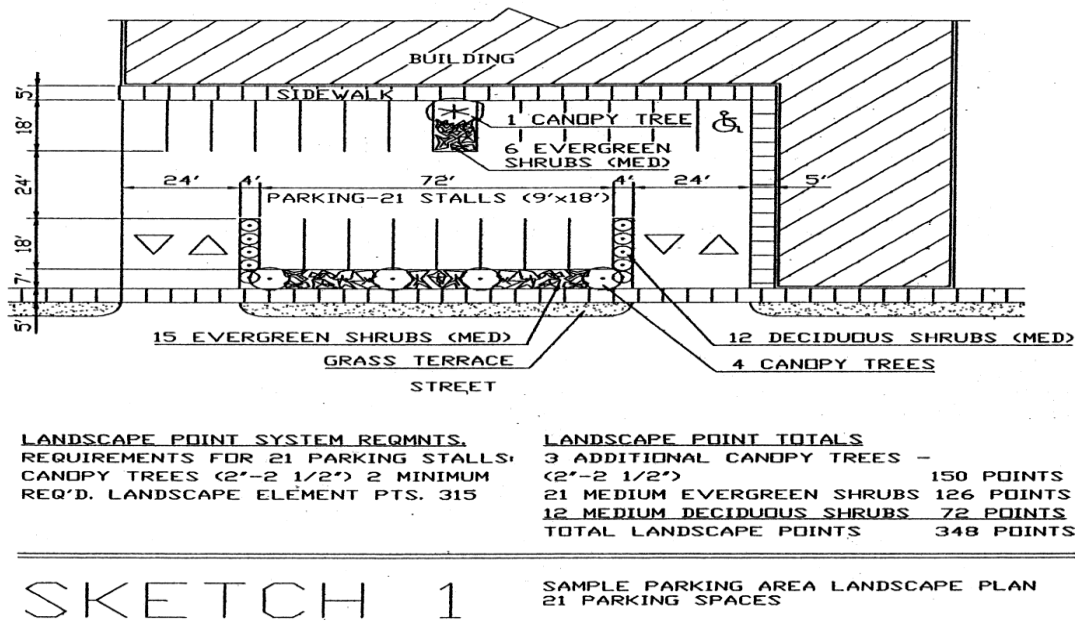 BUILDING
SIDEWALK
5'
18'
1 CANOPY TREE
6 EVERGREEN
SHRUBS (MED)
24'
24'
4'
72'
4'
24'
5'
PARKING-21 STALLS (9'x18')
18'
7'
5'
15 EVERGREEN SHRUBS (MED)
12 DECIDUOUS SHRUBS (MED)
GRASS TERRACE
4 CANOPY TREES
STREET
LANDSCAPE POINT SYSTEM REQMNTS.
REQUIREMENTS FOR 21 PARKING STALLS:
CANOPY TREES (2"-2 1/2") 2 MINIMUM
REQ'D. LANDSCAPE ELEMENT PTS. 315
LANDSCAPE POINT TOTALS
3 ADDITIONAL CANOPY TREES -
(2"-2 1/2") 150 POINTS
21 MEDIUM EVERGREEN SHRUBS 126 POINTS
12 MEDIUM DECIDUOUS SHRUBS 72 POINTS
TOTAL LANDSCAPE POINTS 348 POINTS
SKETCH 1
SAMPLE PARKING AREA LANDSCAPE PLAN
21 PARKING SPACES